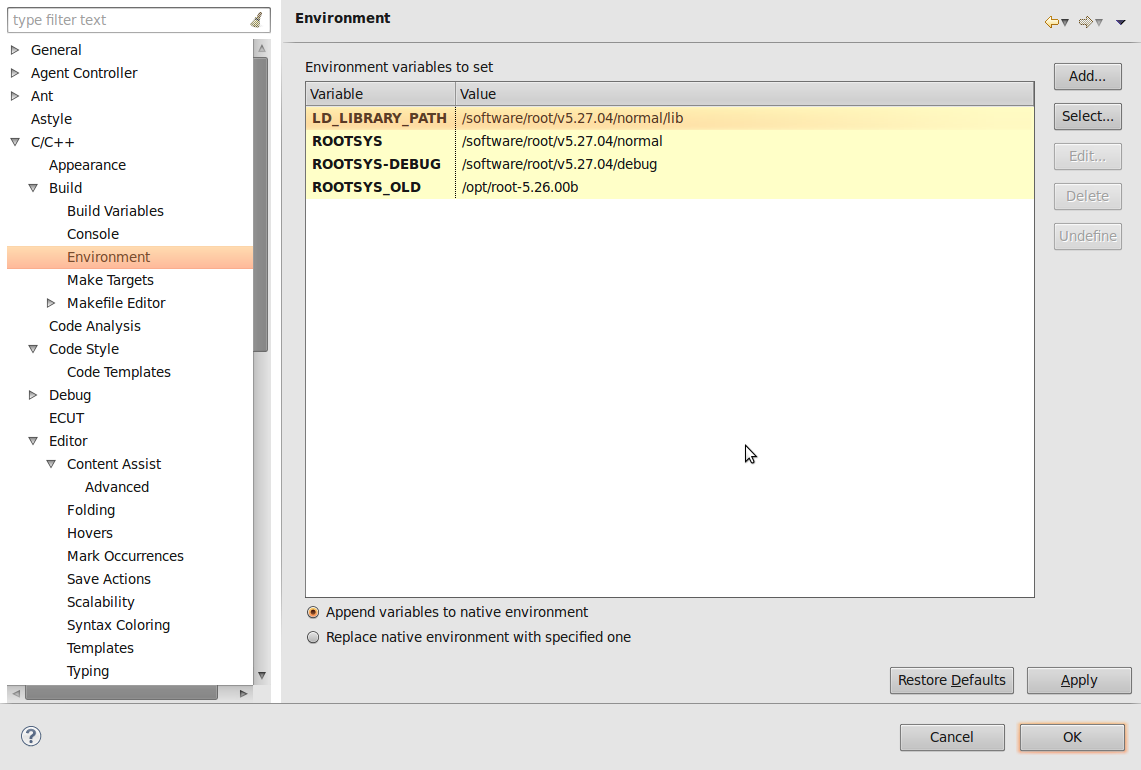 type filter text
General
Agent Controller
Ant
Astyle
C/C++
Appearance
Build
Build Variables
Console
Environment
Make Targets
Makefile Editor
Code Analysis
Code Style
Code Templates
Debug
ECUT
Editor
Content Assist
Advanced
Folding
Hovers
Mark Occurrences
Save Actions
Scalability
Syntax Coloring
Templates
Typing
Environment
Environment variables to set
Variable Value
LD_LIBRARY_PATH /software/root/v5.27.04/normal/lib
ROOTSYS /software/root/v5.27.04/normal
ROOTSYS-DEBUG /software/root/v5.27.04/debug
ROOTSYS_OLD /opt/root-5.26.00b
Add...
Select...
Edit...
Delete
Undefine
Append variables to native environment
Replace native environment with specified one
Restore Defaults Apply
? Cancel OK